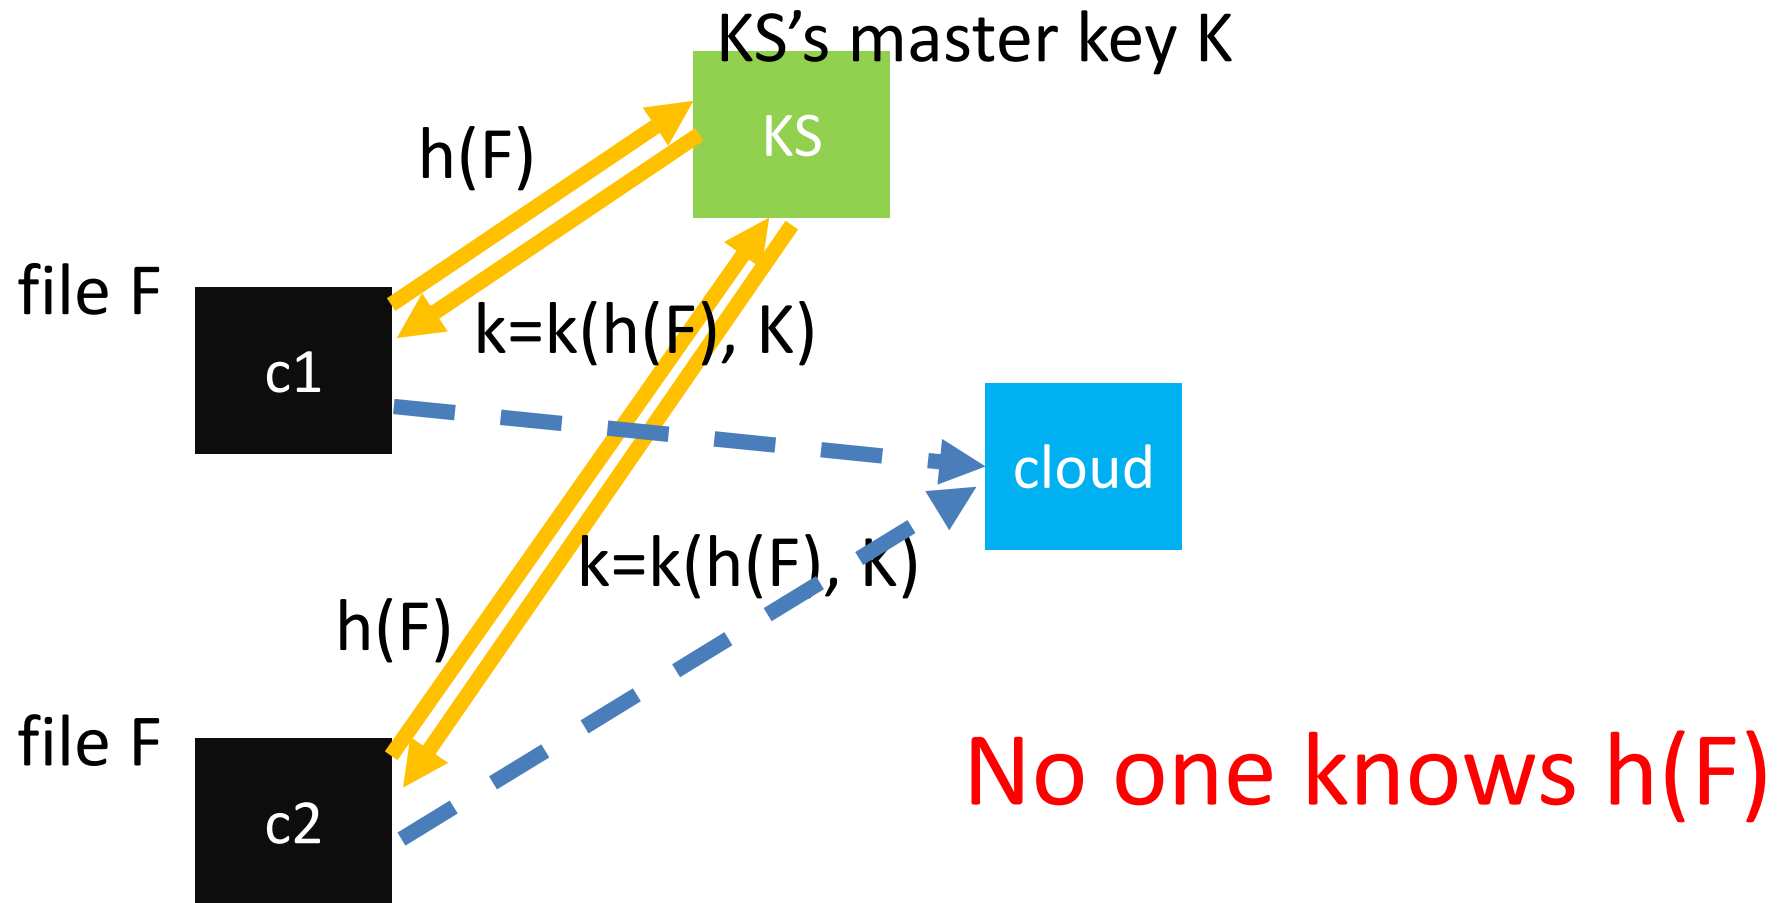 KS’s master key K
KS
h(F)
file F
k=k(h(F), K)
c1
cloud
k=k(h(F), K)
h(F)
file F
No one knows h(F)
c2